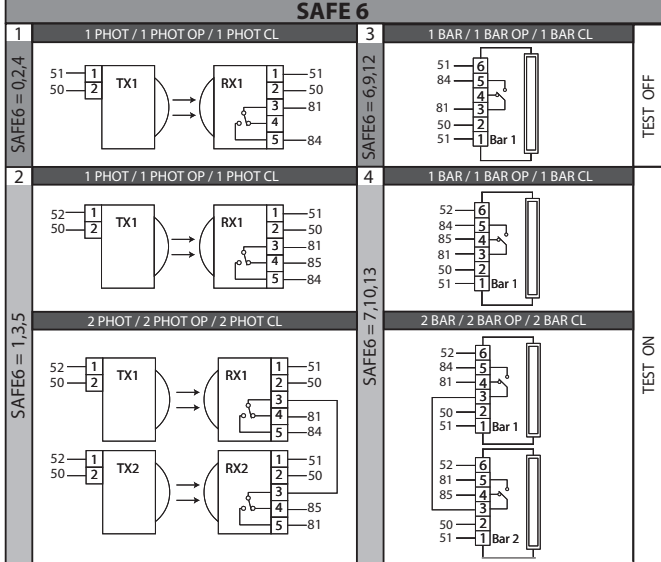 SAFE 6
1
1 PHOT / 1 PHOT OP / 1 PHOT CL
SAFE6 = 0,2,4
51 1 TX1 RX1 1 51
50 2 2 50
3 81
4
5 84
3
1 BAR / 1 BAR OP / 1 BAR CL
SAFE6 = 6,9,12
51 6
84 5
4
81 3
50 2
51 1 Bar 1
TEST OFF
2
1 PHOT / 1 PHOT OP / 1 PHOT CL
SAFE6 = 1,3,5
52 1 TX1 RX1 1 51
50 2 2 50
3 81
4 85
5 84
2 PHOT / 2 PHOT OP / 2 PHOT CL
52 1 TX1 RX1 1 51
50 2 2 50
3
4 81
5 84
52 1 TX2 RX2 1 51
50 2 2 50
3
4 85
5 81
4
1 BAR / 1 BAR OP / 1 BAR CL
SAFE6 = 7,10,13
52 6
84 5
85 4
81 3
50 2
51 1 Bar 1
2 BAR / 2 BAR OP / 2 BAR CL
52 6
84 5
81 4
3
50 2
51 1 Bar 1
52 6
81 5
85 4
3
50 2
51 1 Bar 2
TEST ON